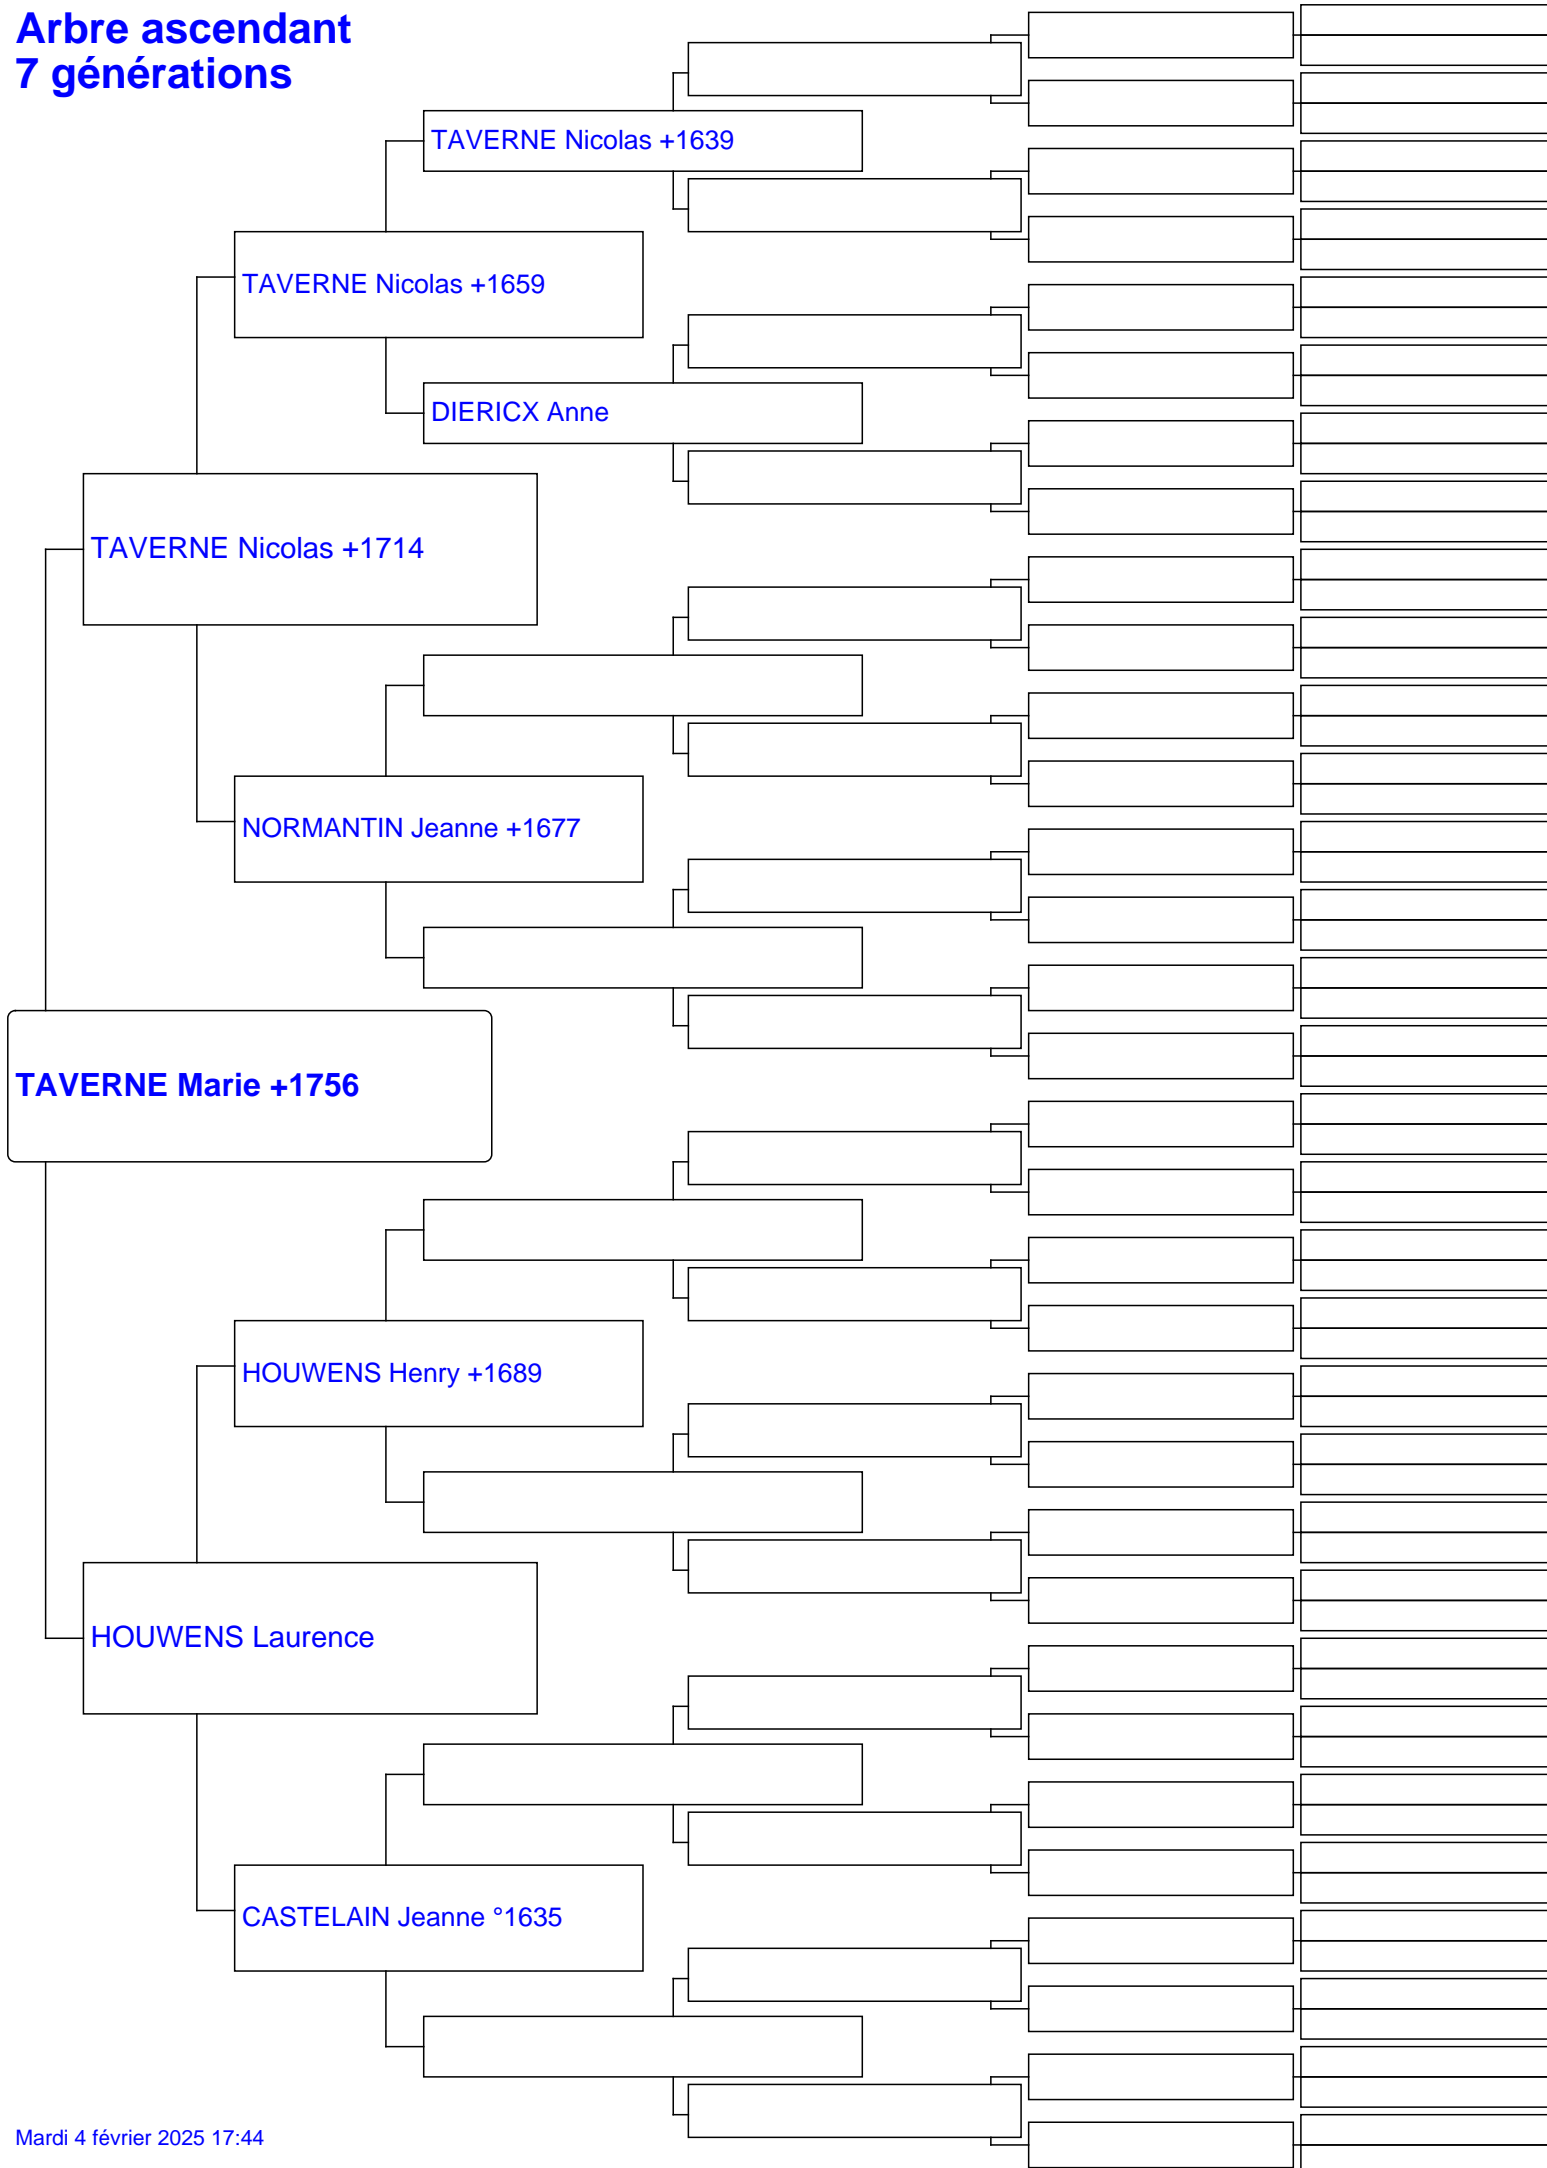 Arbre ascendant
7 générations
TAVERNE Nicolas +1639
TAVERNE Nicolas +1659
DIERICX Anne
TAVERNE Nicolas +1714
NORMANTIN Jeanne +1677
TAVERNE Marie +1756
HOUWENS Henry +1689
HOUWENS Laurence
CASTELAIN Jeanne °1635
Mardi 4 février 2025 17:44